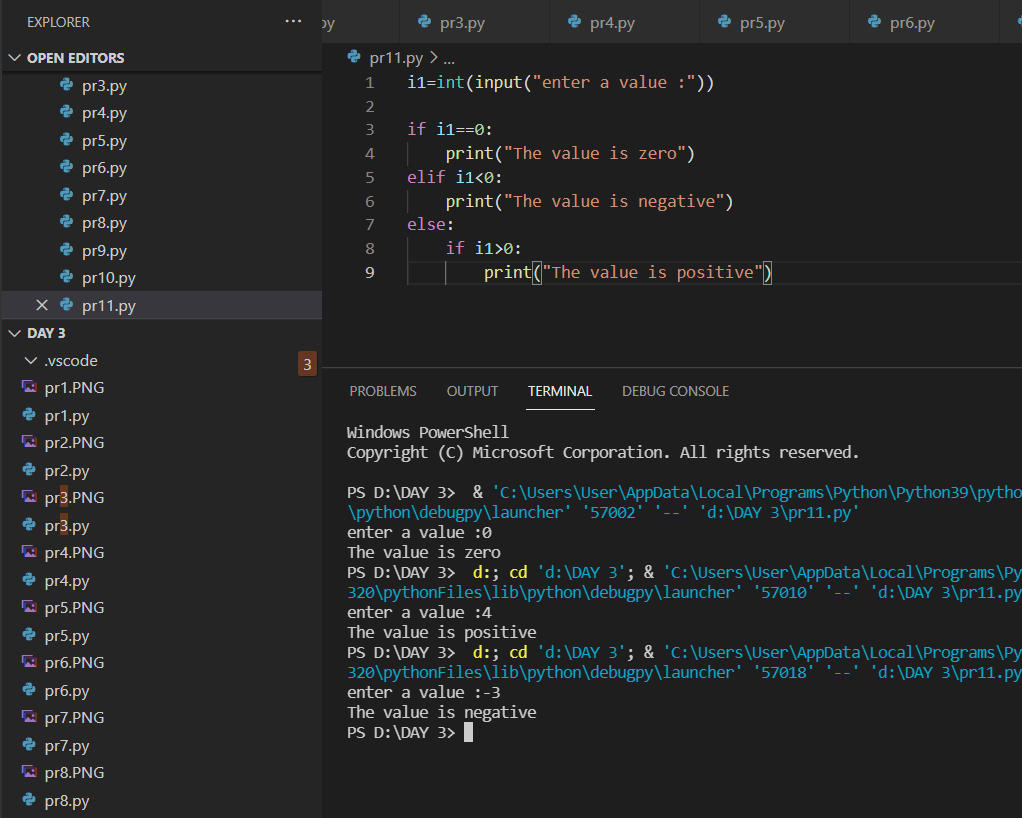 EXPLORER ...
OPEN EDITORS
pr3.py
pr4.py
pr5.py
pr6.py
pr7.py
pr8.py
pr9.py
pr10.py
pr11.py
DAY 3
.vscode 3
pr1.PNG
pr1.py
pr2.PNG
pr2.py
pr3.PNG
pr3.py
pr4.PNG
pr4.py
pr5.PNG
pr5.py
pr6.PNG
pr6.py
pr7.PNG
pr7.py
pr8.PNG
pr8.py
py pr3.py pr4.py pr5.py pr6.py
pr11.py > ...
1 i1=int(input("enter a value :"))
2
3 if i1==0:
4 print("The value is zero")
5 elif i1<0:
6 print("The value is negative")
7 else:
8 if i1>0:
9 print("The value is positive")
PROBLEMS OUTPUT TERMINAL DEBUG CONSOLE
Windows PowerShell
Copyright (C) Microsoft Corporation. All rights reserved.
PS D:\DAY 3> & 'C:\Users\User\AppData\Local\Programs\Python\Python39\pytho
\python\debugpy\launcher' '57002' '--' 'd:\DAY 3\pr11.py'
enter a value :0
The value is zero
PS D:\DAY 3> d:; cd 'd:\DAY 3'; & 'C:\Users\User\AppData\Local\Programs\Py
320\pythonFiles\lib\python\debugpy\launcher' '57010' '--' 'd:\DAY 3\pr11.py
enter a value :4
The value is positive
PS D:\DAY 3> d:; cd 'd:\DAY 3'; & 'C:\Users\User\AppData\Local\Programs\Py
320\pythonFiles\lib\python\debugpy\launcher' '57018' '--' 'd:\DAY 3\pr11.py
enter a value :-3
The value is negative
PS D:\DAY 3>